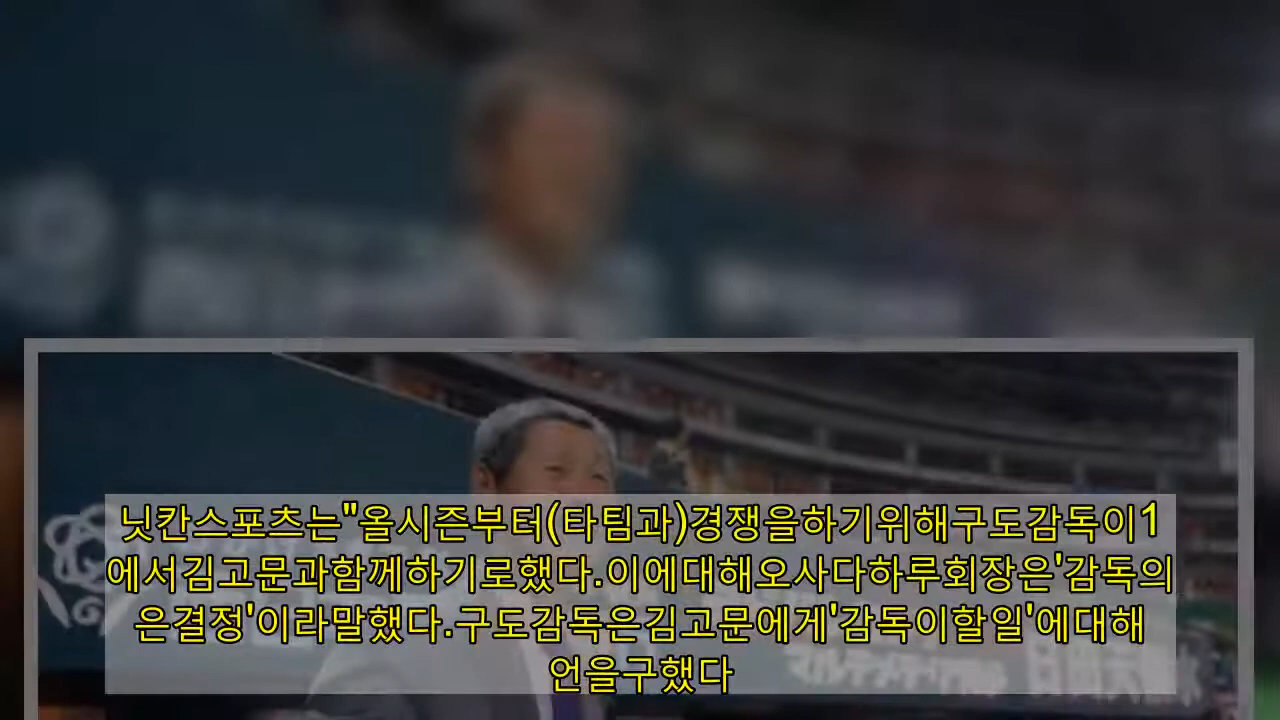 닛칸스포츠는"올시즌부터(타팀과)경쟁을하기위해구도감독이1
에서김고문과함께하기로했다.이에대해오사다하루회장은'감독의
은결정'이라말했다.구도감독은김고문에게'감독이할일'에대해
언을구했다